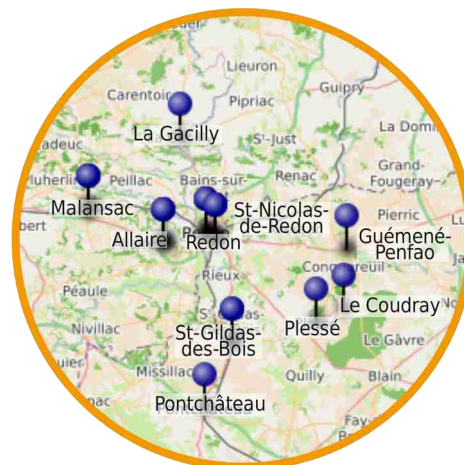 Lieuron
Guipry
Carentoir
Pipriac
La Gacilly
St-Just
La Domi
Pluherlin
Peillac
Bains-sur-
Renac
Grand-
Fougeray
Malansac
St-Nicolas-
de-Redon
Pierric
Allaire
Redon
Guémené-
Penfao
Rieux
Conquereuil
Le Coudray
Péaule
Plessé
St-Gildas-
des-Bois
Nivillac
Le Gâvre
Missillac
Quilly
Blain
Pontchâteau